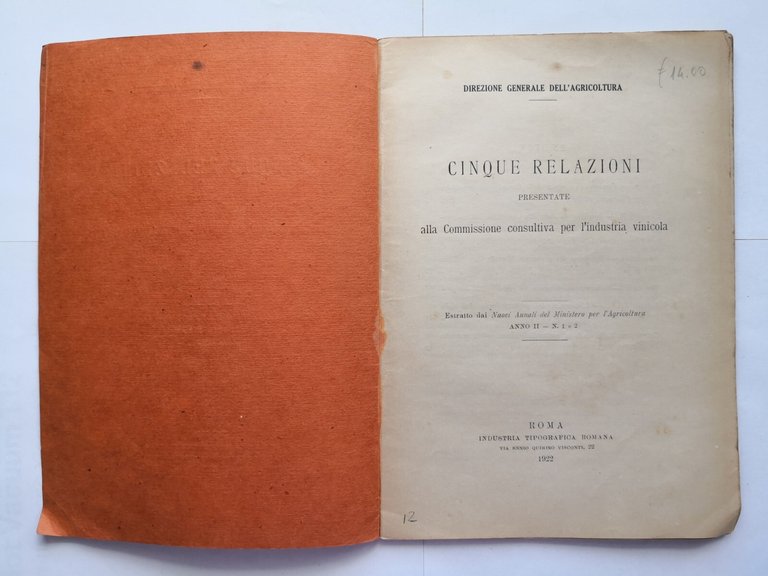 € 14.00
DIREZIONE GENERALE DELL'AGRICOLTURA
CINQUE RELAZIONI
PRESENTATE
alla Commissione consultiva per l'industria vinicola
Estratto dai Nuovi Annali del Ministero per l'Agricoltura
ANNO II — N. 1 e 2
ROMA
INDUSTRIA TIPOGRAFICA ROMANA
VIA ENNIO QUIRINO VISCONTI, 22
1922
12